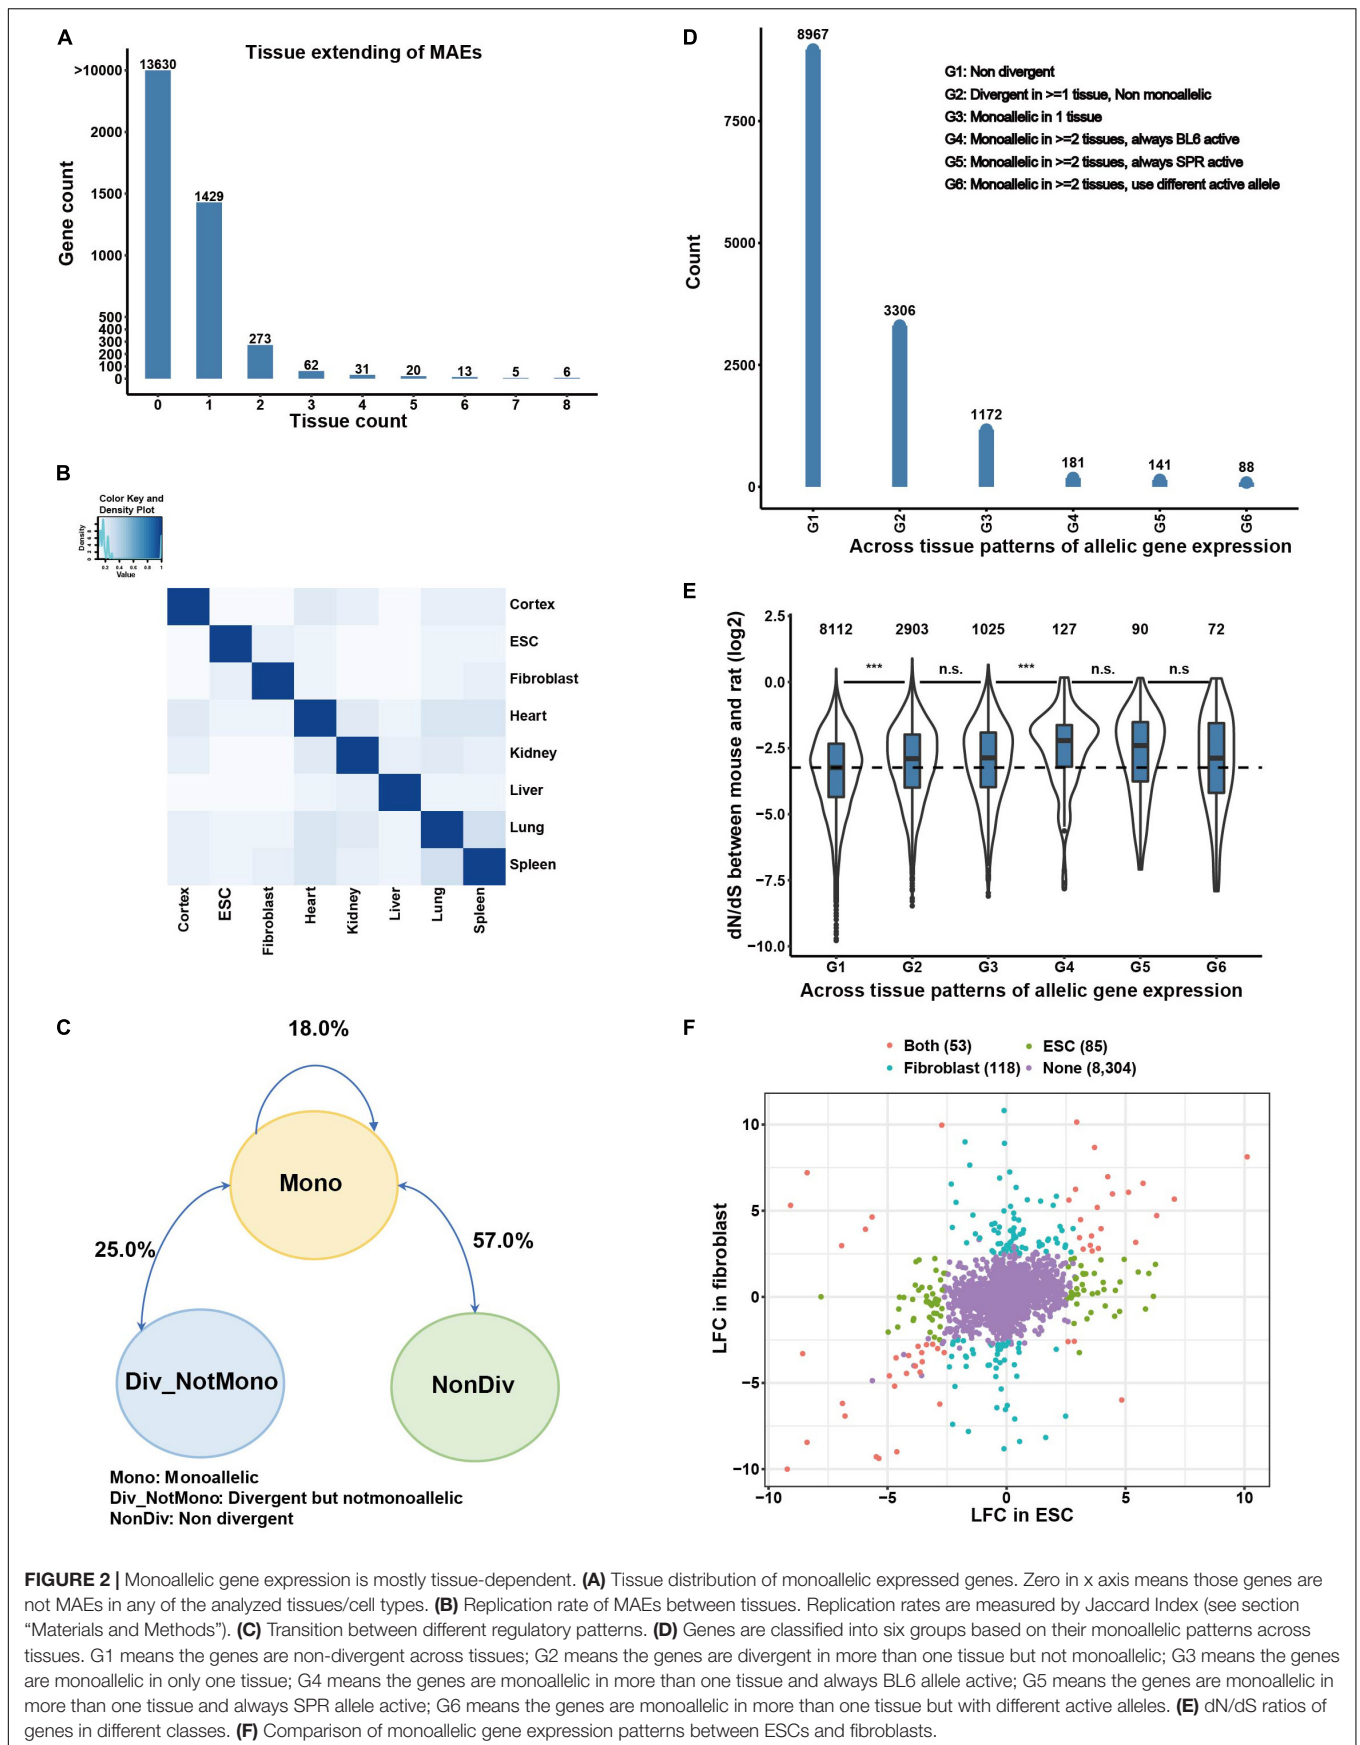 A
Tissue extending of MAEs
Gene count
>10000
2000
1500
1000
500
400
300
200
100
0
13630
1429
273
62
31
20
13
5
6
0 1 2 3 4 5 6 7 8
Tissue count
B
Color Key and
Density Plot
Density
0.2 0.4 0.6 0.8 1
Value
Cortex
ESC
Fibroblast
Heart
Kidney
Liver
Lung
Spleen
Cortex
ESC
Fibroblast
Heart
Kidney
Liver
Lung
Spleen
C
18.0%
Mono
25.0%
57.0%
Div_NotMono
NonDiv
Mono: Monoallelic
Div_NotMono: Divergent but notmonoallelic
NonDiv: Non divergent
D
Count
7500
5000
2500
0
8967
3306
1172
181
141
88
G1: Non divergent
G2: Divergent in >=1 tissue, Non monoallelic
G3: Monoallelic in 1 tissue
G4: Monoallelic in >=2 tissues, always BL6 active
G5: Monoallelic in >=2 tissues, always SPR active
G6: Monoallelic in >=2 tissues, use different active allele
G1
G2
G3
G4
G5
G6
Across tissue patterns of allelic gene expression
E
dN/dS between mouse and rat (log2)
2.5
0.0
−2.5
−5.0
−7.5
−10.0
8112 2903 1025 127 90 72
*** n.s. *** n.s. n.s
G1 G2 G3 G4 G5 G6
Across tissue patterns of allelic gene expression
F
Both (53) ESC (85)
Fibroblast (118) None (8,304)
LFC in fibroblast
10
5
0
−5
−10
−10 −5 0 5 10
LFC in ESC
FIGURE 2 | Monoallelic gene expression is mostly tissue-dependent. (A) Tissue distribution of monoallelic expressed genes. Zero in x axis means those genes are
not MAEs in any of the analyzed tissues/cell types. (B) Replication rate of MAEs between tissues. Replication rates are measured by Jaccard Index (see section
“Materials and Methods”). (C) Transition between different regulatory patterns. (D) Genes are classified into six groups based on their monoallelic patterns across
tissues. G1 means the genes are non-divergent across tissues; G2 means the genes are divergent in more than one tissue but not monoallelic; G3 means the genes
are monoallelic in only one tissue; G4 means the genes are monoallelic in more than one tissue and always BL6 allele active; G5 means the genes are monoallelic in
more than one tissue and always SPR allele active; G6 means the genes are monoallelic in more than one tissue but with different active alleles. (E) dN/dS ratios of
genes in different classes. (F) Comparison of monoallelic gene expression patterns between ESCs and fibroblasts.